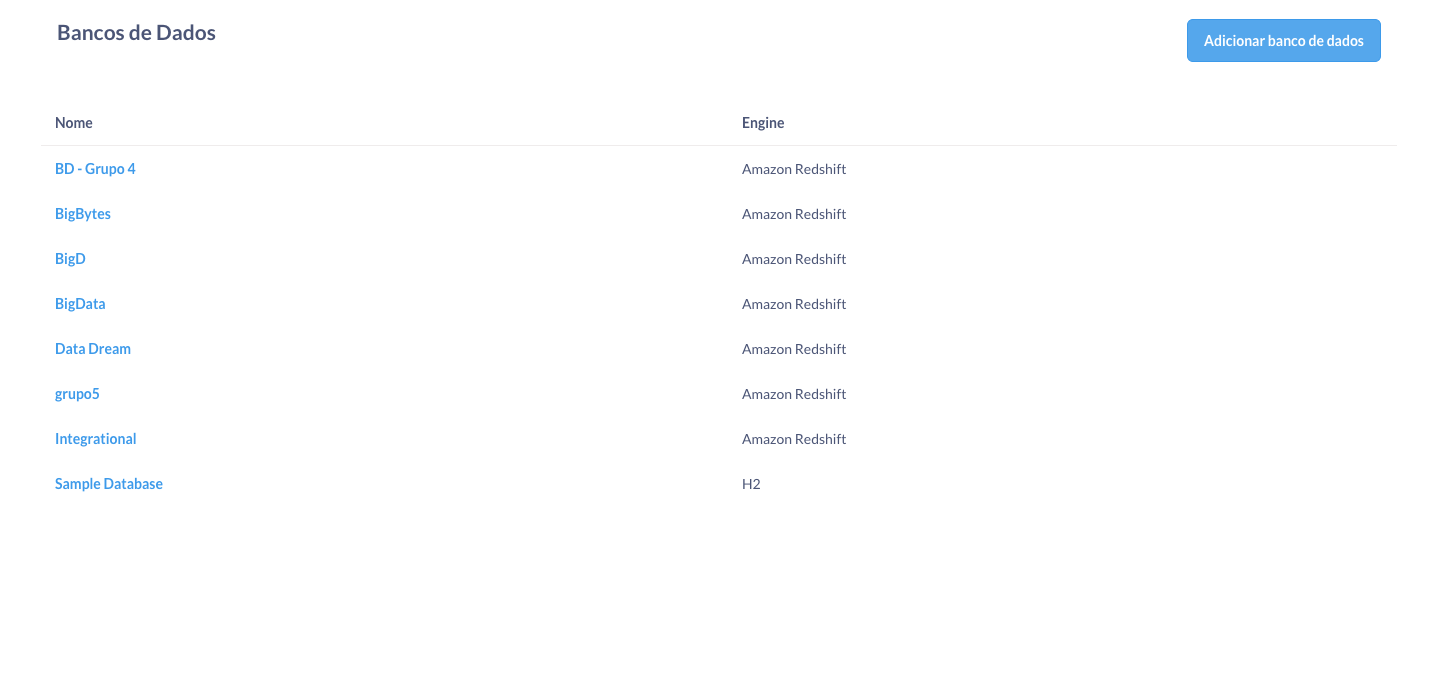 Bancos de Dados
Adicionar banco de dados
Nome Engine
BD - Grupo 4 Amazon Redshift
BigBytes Amazon Redshift
BigD Amazon Redshift
BigData Amazon Redshift
Data Dream Amazon Redshift
grupo5 Amazon Redshift
Integrational Amazon Redshift
Sample Database H2